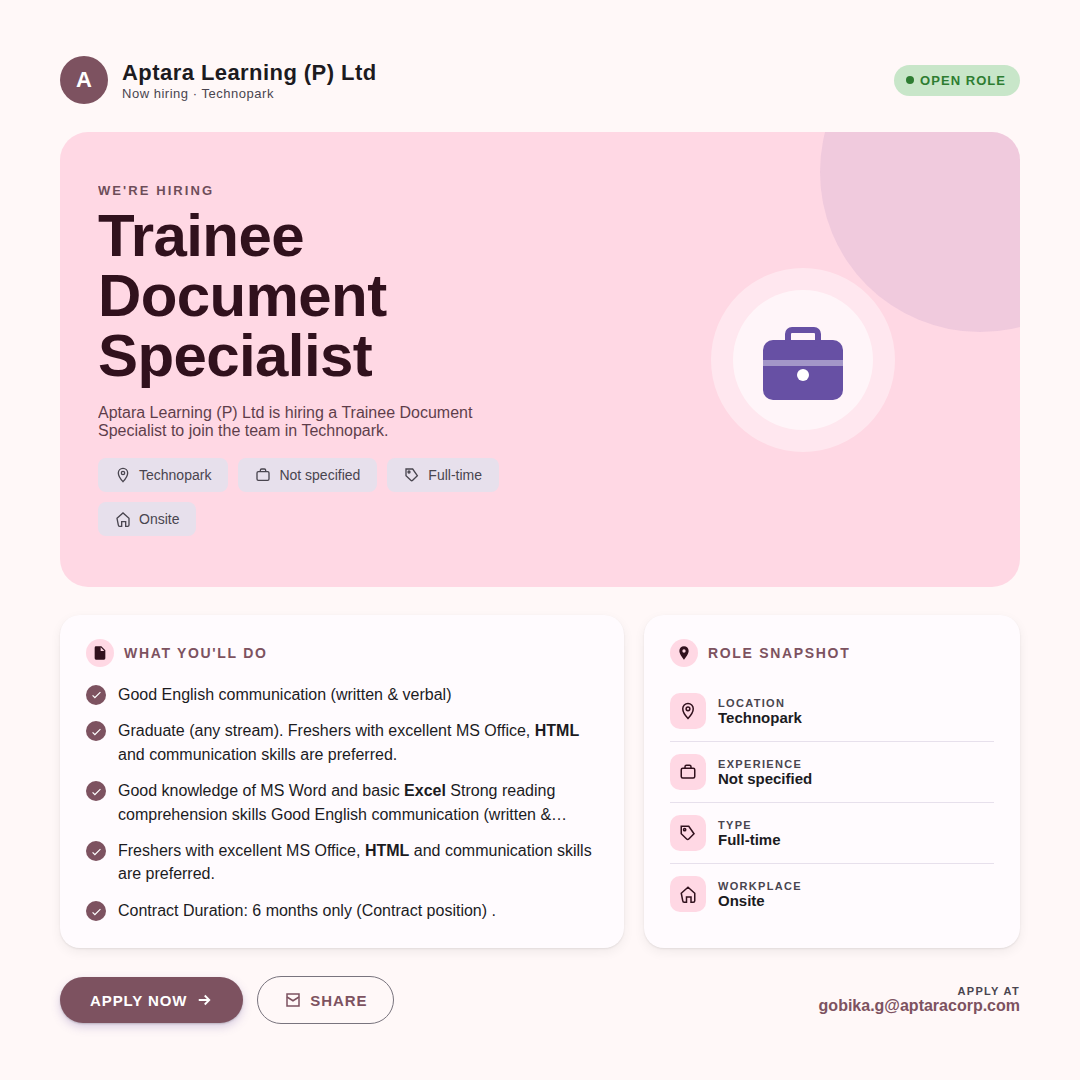 A
Aptara Learning (P) Ltd
Now hiring · Technopark
OPEN ROLE
WE'RE HIRING
Trainee
Document
Specialist
Aptara Learning (P) Ltd is hiring a Trainee Document
Specialist to join the team in Technopark.
Technopark
Not specified
Full-time
Onsite
WHAT YOU'LL DO
Good English communication (written & verbal)
Graduate (any stream). Freshers with excellent MS Office, HTML
and communication skills are preferred.
Good knowledge of MS Word and basic Excel Strong reading
comprehension skills Good English communication (written &…
Freshers with excellent MS Office, HTML and communication skills
are preferred.
Contract Duration: 6 months only (Contract position) .
ROLE SNAPSHOT
LOCATION
Technopark
EXPERIENCE
Not specified
TYPE
Full-time
WORKPLACE
Onsite
APPLY NOW
SHARE
APPLY AT
gobika.g@aptaracorp.com